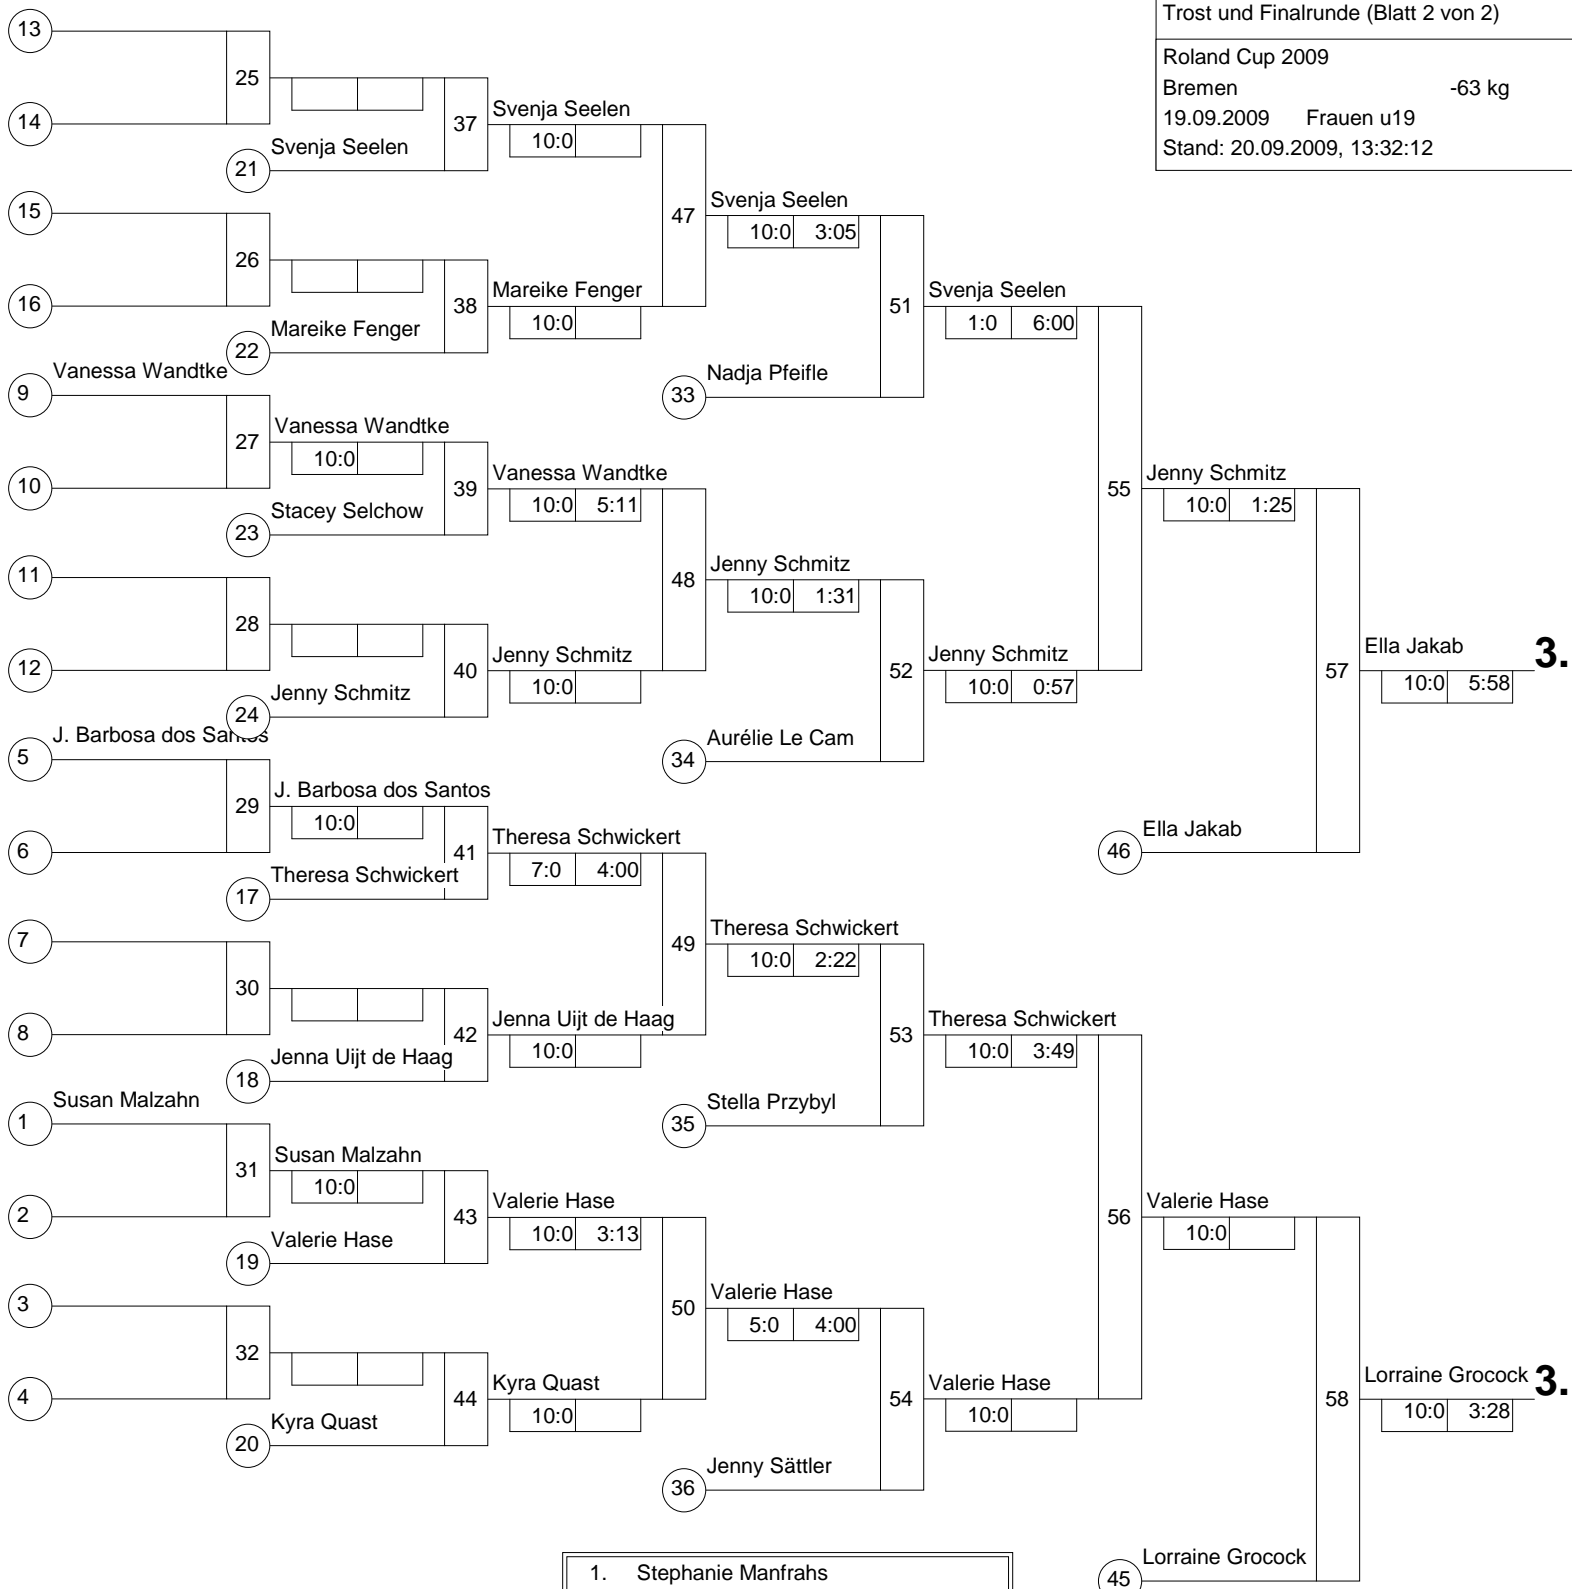 Trost und Finalrunde (Blatt 2 von 2)
Roland Cup 2009
Bremen -63 kg
19.09.2009 Frauen u19
Stand: 20.09.2009, 13:32:12
13
25
14
37
Svenja Seelen
10:0
21
Svenja Seelen
15
47
Svenja Seelen
10:0 3:05
26
16
38
Mareike Fenger
10:0
22
Mareike Fenger
51
Svenja Seelen
1:0 6:00
33
Nadja Pfeifle
9
Vanessa Wandtke
27
Vanessa Wandtke
10:0
10
39
Vanessa Wandtke
10:0 5:11
23
Stacey Selchow
55
Jenny Schmitz
10:0 1:25
11
48
Jenny Schmitz
10:0 1:31
28
12
40
Jenny Schmitz
10:0
24
Jenny Schmitz
52
Jenny Schmitz
10:0 0:57
34
Aurélie Le Cam
57
Ella Jakab
3.
10:0 5:58
5
J. Barbosa dos Santos
29
J. Barbosa dos Santos
10:0
6
41
Theresa Schwickert
7:0 4:00
17
Theresa Schwickert
46
Ella Jakab
7
49
Theresa Schwickert
10:0 2:22
30
8
42
Jenna Uijt de Haag
10:0
18
Jenna Uijt de Haag
53
Theresa Schwickert
10:0 3:49
35
Stella Przybyl
1
Susan Malzahn
31
Susan Malzahn
10:0
2
43
Valerie Hase
10:0 3:13
19
Valerie Hase
56
Valerie Hase
10:0
3
50
Valerie Hase
5:0 4:00
32
4
44
Kyra Quast
10:0
20
Kyra Quast
54
Valerie Hase
10:0
36
Jenny Sättler
58
Lorraine Grocock
3.
10:0 3:28
45
Lorraine Grocock
1. Stephanie Manfrahs